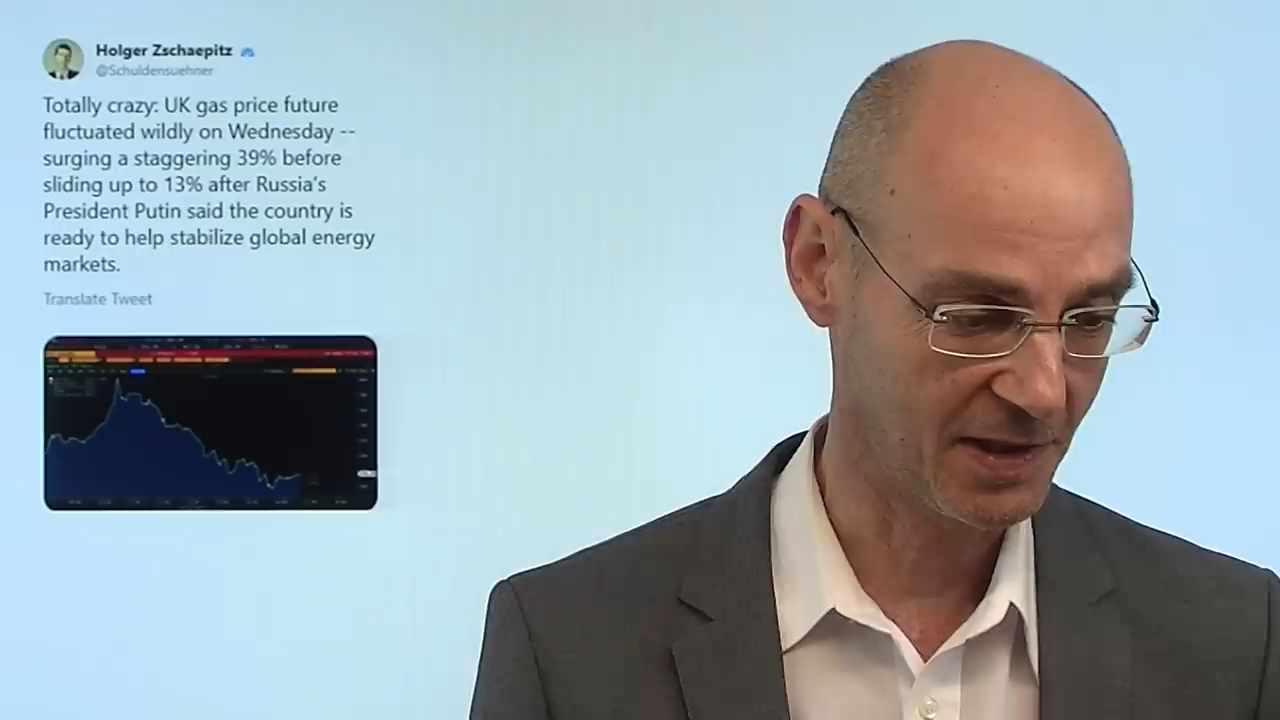 Holger Zschaepitz
@Schuldensuehner
Totally crazy: UK gas price future
fluctuated wildly on Wednesday --
surging a staggering 39% before
sliding up to 13% after Russia's
President Putin said the country is
ready to help stabilize global energy
markets.
Translate Tweet